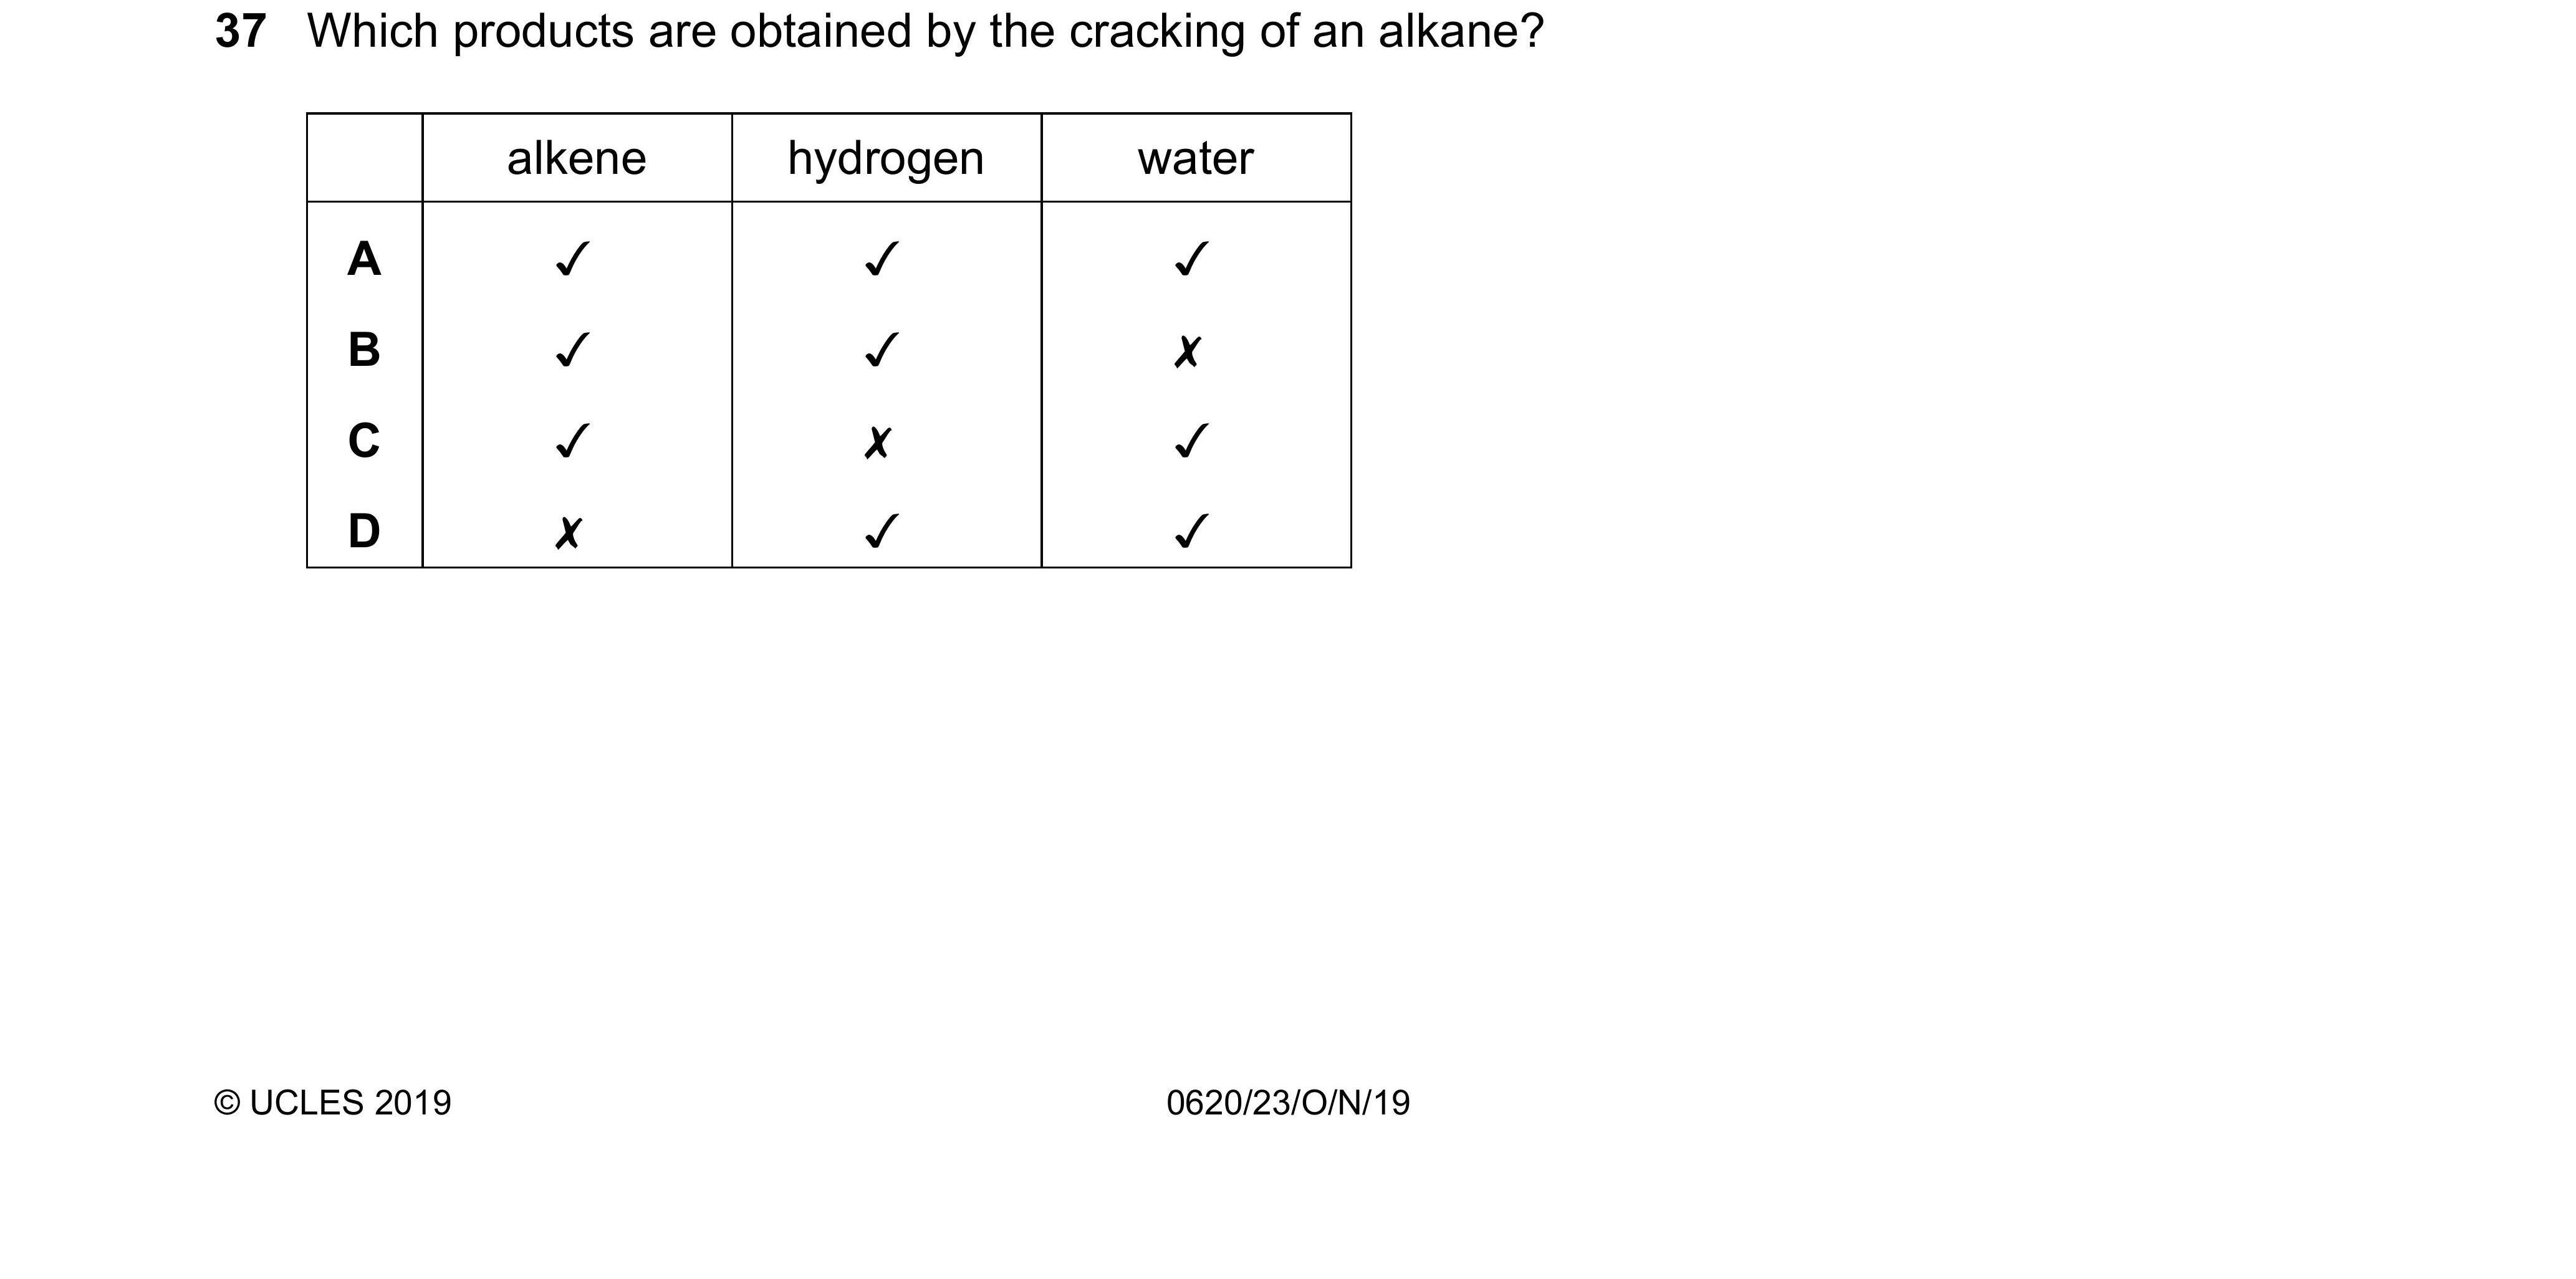 37 Which products are obtained by the cracking of an alkane?
alkene hydrogen water
A ✓ ✓ ✓
B ✓ ✓ ✗
C ✓ ✗ ✓
D ✗ ✓ ✓
© UCLES 2019 0620/23/O/N/19